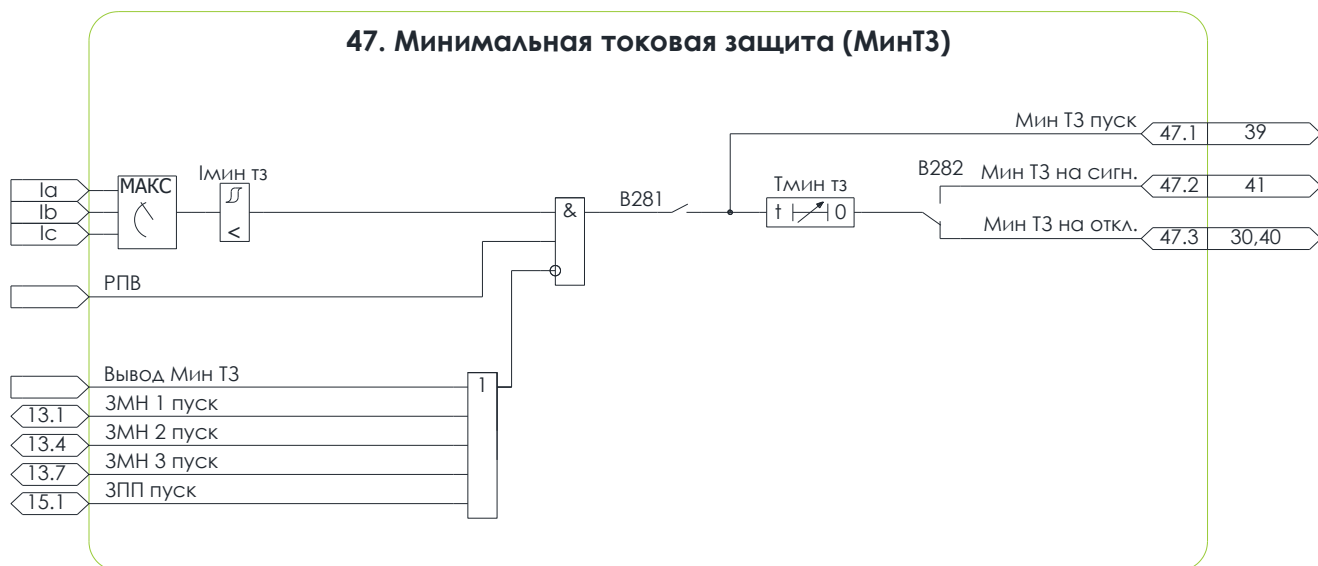 47. Минимальная токовая защита (МинТЗ)
Мин ТЗ пуск
47.1
39
Iмин тз
МАКС
Ia
Ib
Ic
<
&
В281
Тмин тз
t
0
В282
Мин ТЗ на сигн.
47.2
41
Мин ТЗ на откл.
47.3
30,40
РПВ
Вывод Мин ТЗ
1
13.1
ЗМН 1 пуск
13.4
ЗМН 2 пуск
13.7
ЗМН 3 пуск
15.1
ЗПП пуск